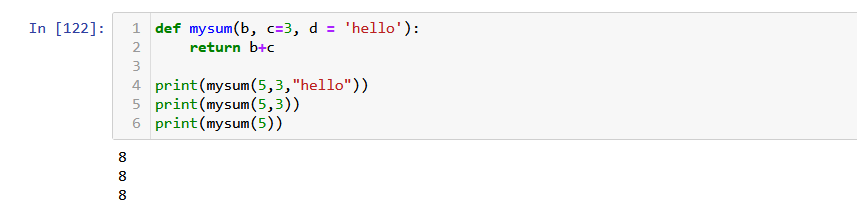 In [122]:
1 def mysum(b, c=3, d = 'hello'):
2     return b+c
3
4 print(mysum(5,3,"hello"))
5 print(mysum(5,3))
6 print(mysum(5))
8
8
8